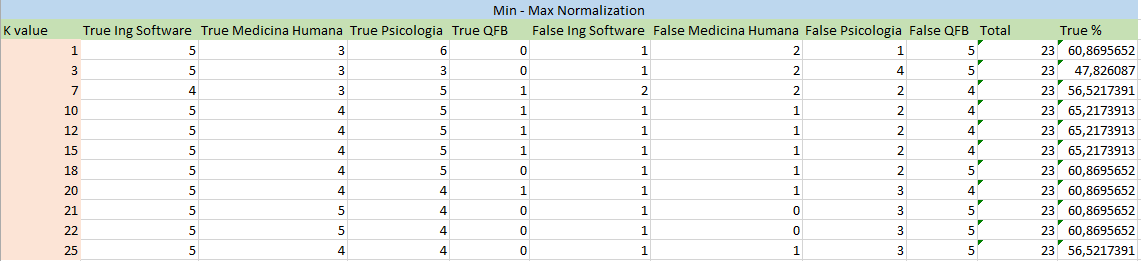 Min - Max Normalization
K value True Ing Software True Medicina Humana True Psicologia True QFB False Ing Software False Medicina Humana False Psicologia False QFB Total True %
1 5 3 6 0 1 2 1 5 23 60,8695652
3 5 3 3 0 1 2 4 5 23 47,826087
7 4 3 5 1 2 2 2 4 23 56,5217391
10 5 4 5 1 1 1 2 4 23 65,2173913
12 5 4 5 1 1 1 2 4 23 65,2173913
15 5 4 5 1 1 1 2 4 23 65,2173913
18 5 4 5 0 1 1 2 5 23 60,8695652
20 5 4 4 1 1 1 3 4 23 60,8695652
21 5 5 4 0 1 0 3 5 23 60,8695652
22 5 5 4 0 1 0 3 5 23 60,8695652
25 5 4 4 0 1 1 3 5 23 56,5217391